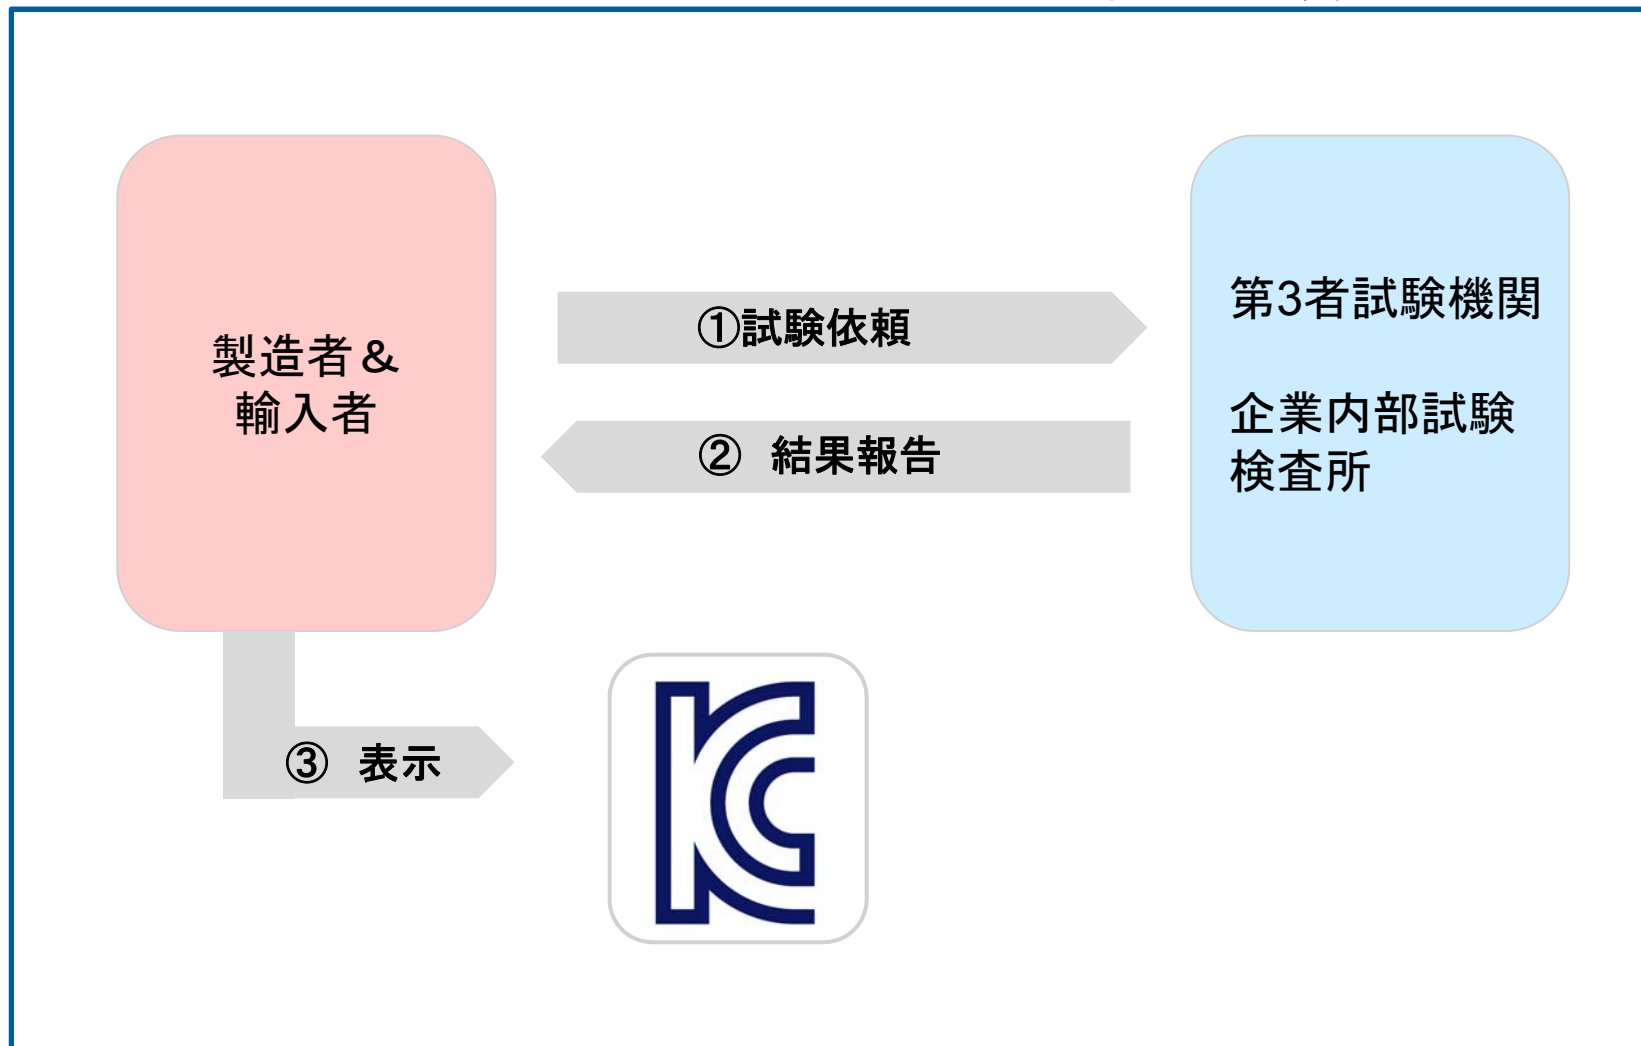 製造者&
輸入者
①試験依頼
② 結果報告
第3者試験機関
企業内部試験
検査所
③ 表示
KC